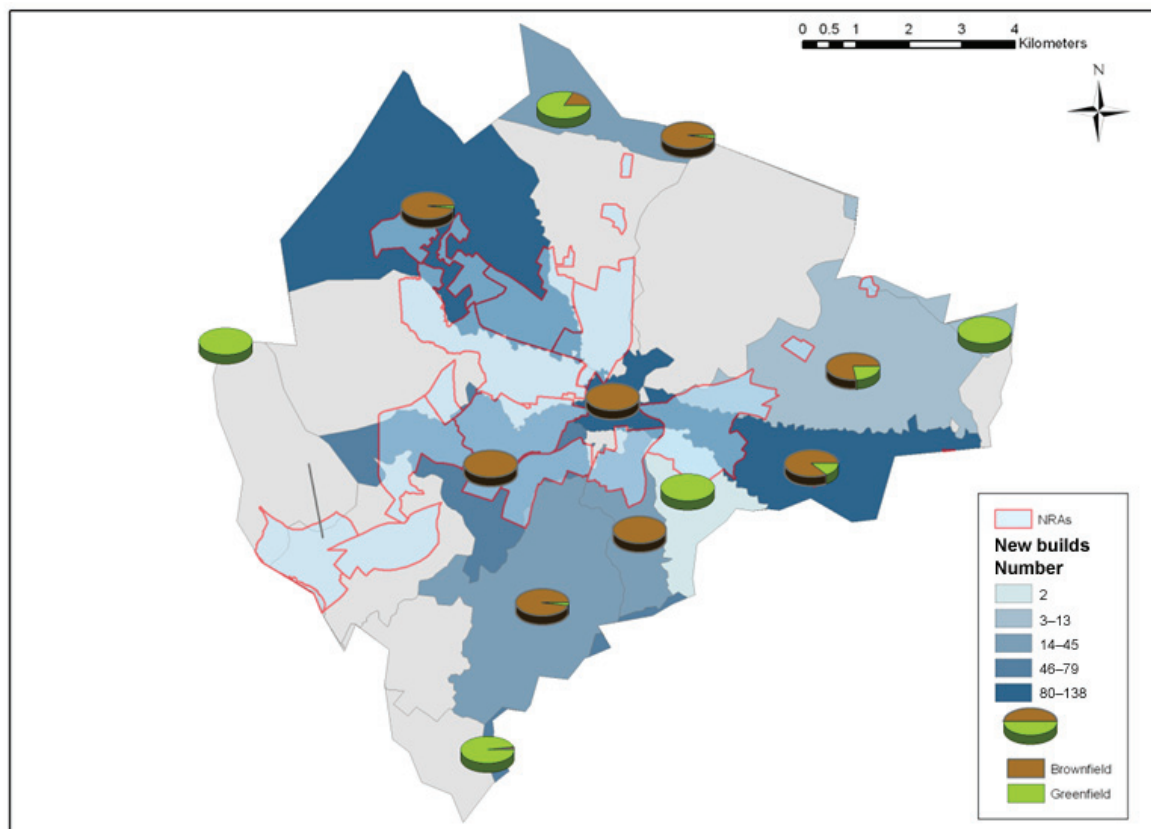 0 0.5 1 2 3 4
Kilometers
N
NRAs
New builds
Number
2
3–13
14–45
46–79
80–138
Brownfield
Greenfield